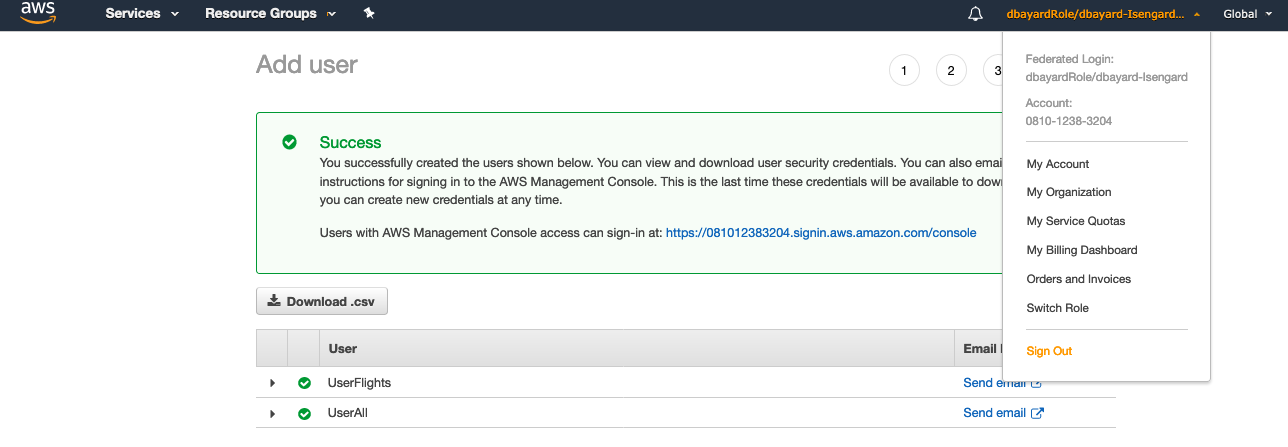 aws Services Resource Groups dbayardRole/dbayard-Isengard... Global
Add user
1 2 3
Federated Login:
dbayardRole/dbayard-Isengard
Account:
0810-1238-3204
My Account
My Organization
My Service Quotas
My Billing Dashboard
Orders and Invoices
Switch Role
Sign Out
Success
You successfully created the users shown below. You can view and download user security credentials. You can also emai
instructions for signing in to the AWS Management Console. This is the last time these credentials will be available to dow
you can create new credentials at any time.
Users with AWS Management Console access can sign-in at: https://081012383204.signin.aws.amazon.com/console
Download .csv
User Email
UserFlights Send email
UserAll Send email